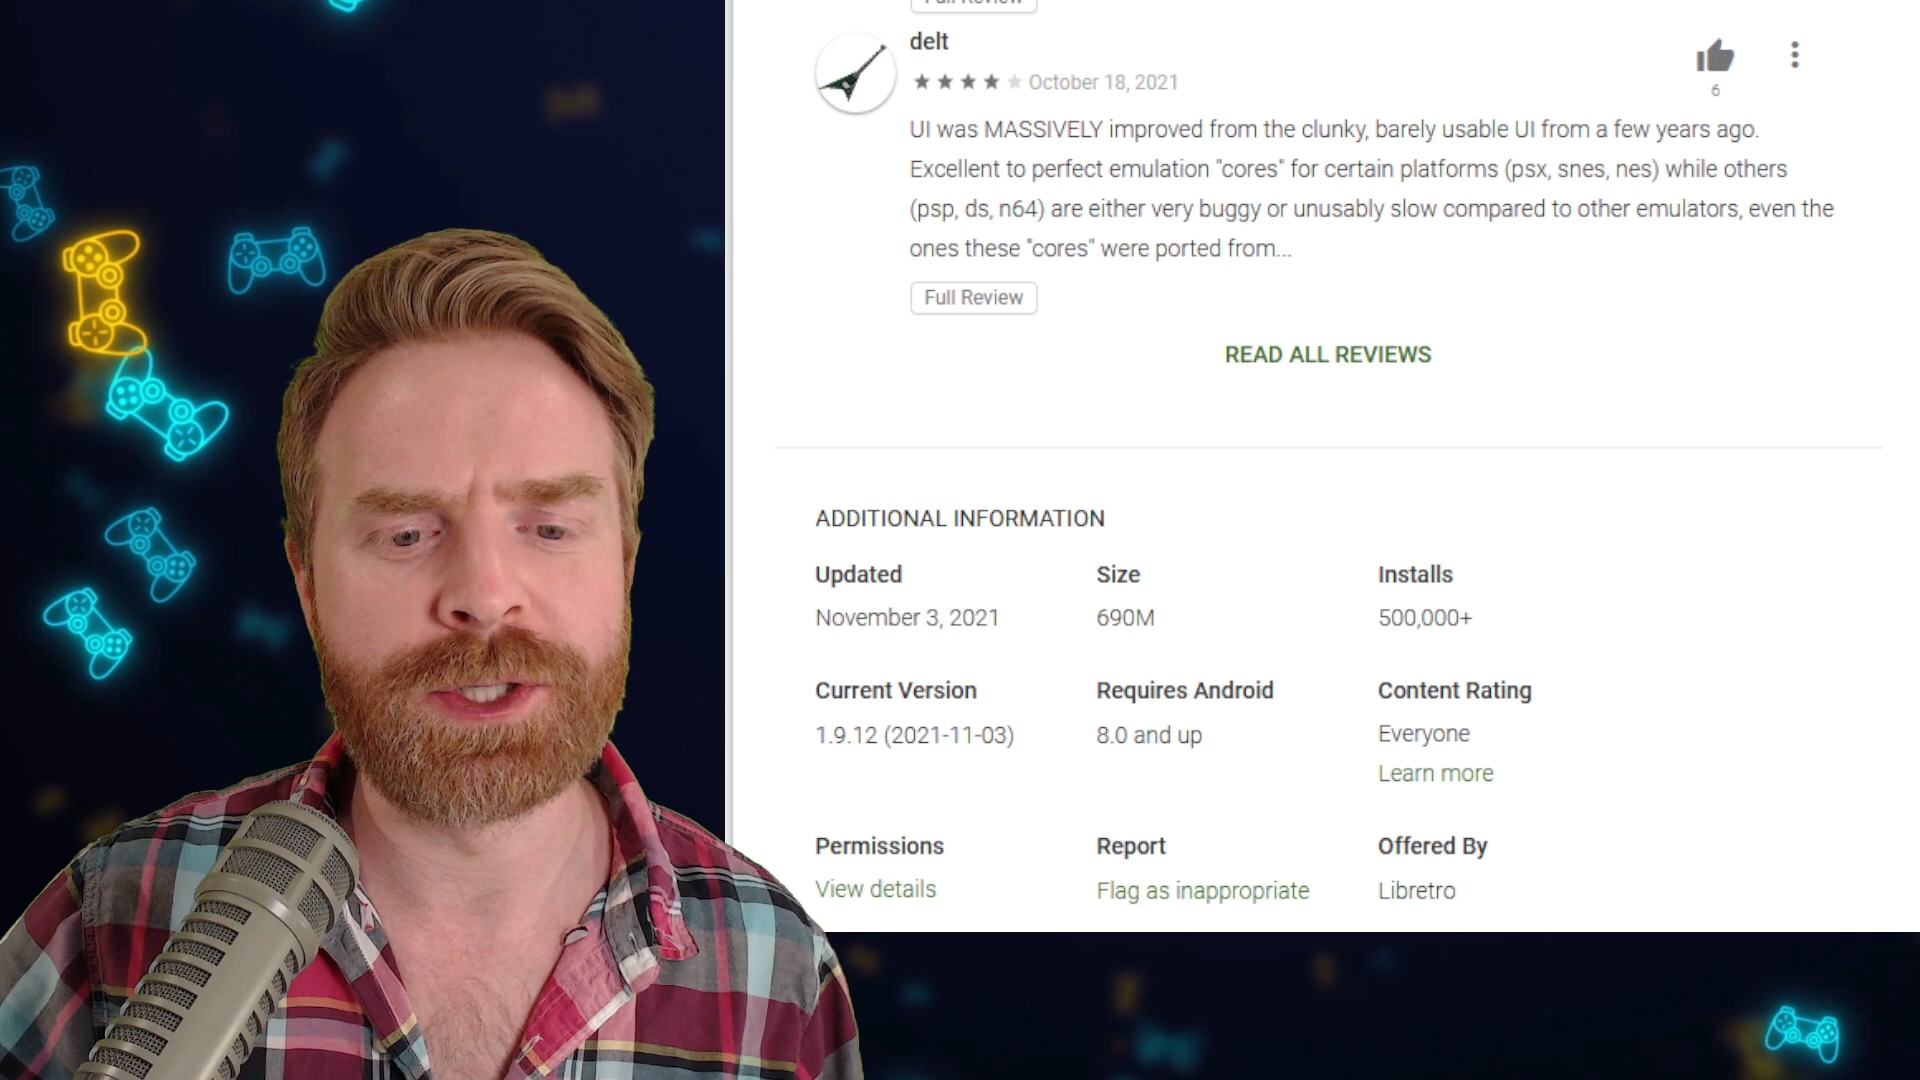 Full Review
delt
October 18, 2021
6
UI was MASSIVELY improved from the clunky, barely usable UI from a few years ago.
Excellent to perfect emulation "cores" for certain platforms (psx, snes, nes) while others
(psp, ds, n64) are either very buggy or unusably slow compared to other emulators, even the
ones these "cores" were ported from...
Full Review
READ ALL REVIEWS
ADDITIONAL INFORMATION
Updated
November 3, 2021
Size
690M
Installs
500,000+
Current Version
1.9.12 (2021-11-03)
Requires Android
8.0 and up
Content Rating
Everyone
Learn more
Permissions
View details
Report
Flag as inappropriate
Offered By
Libretro